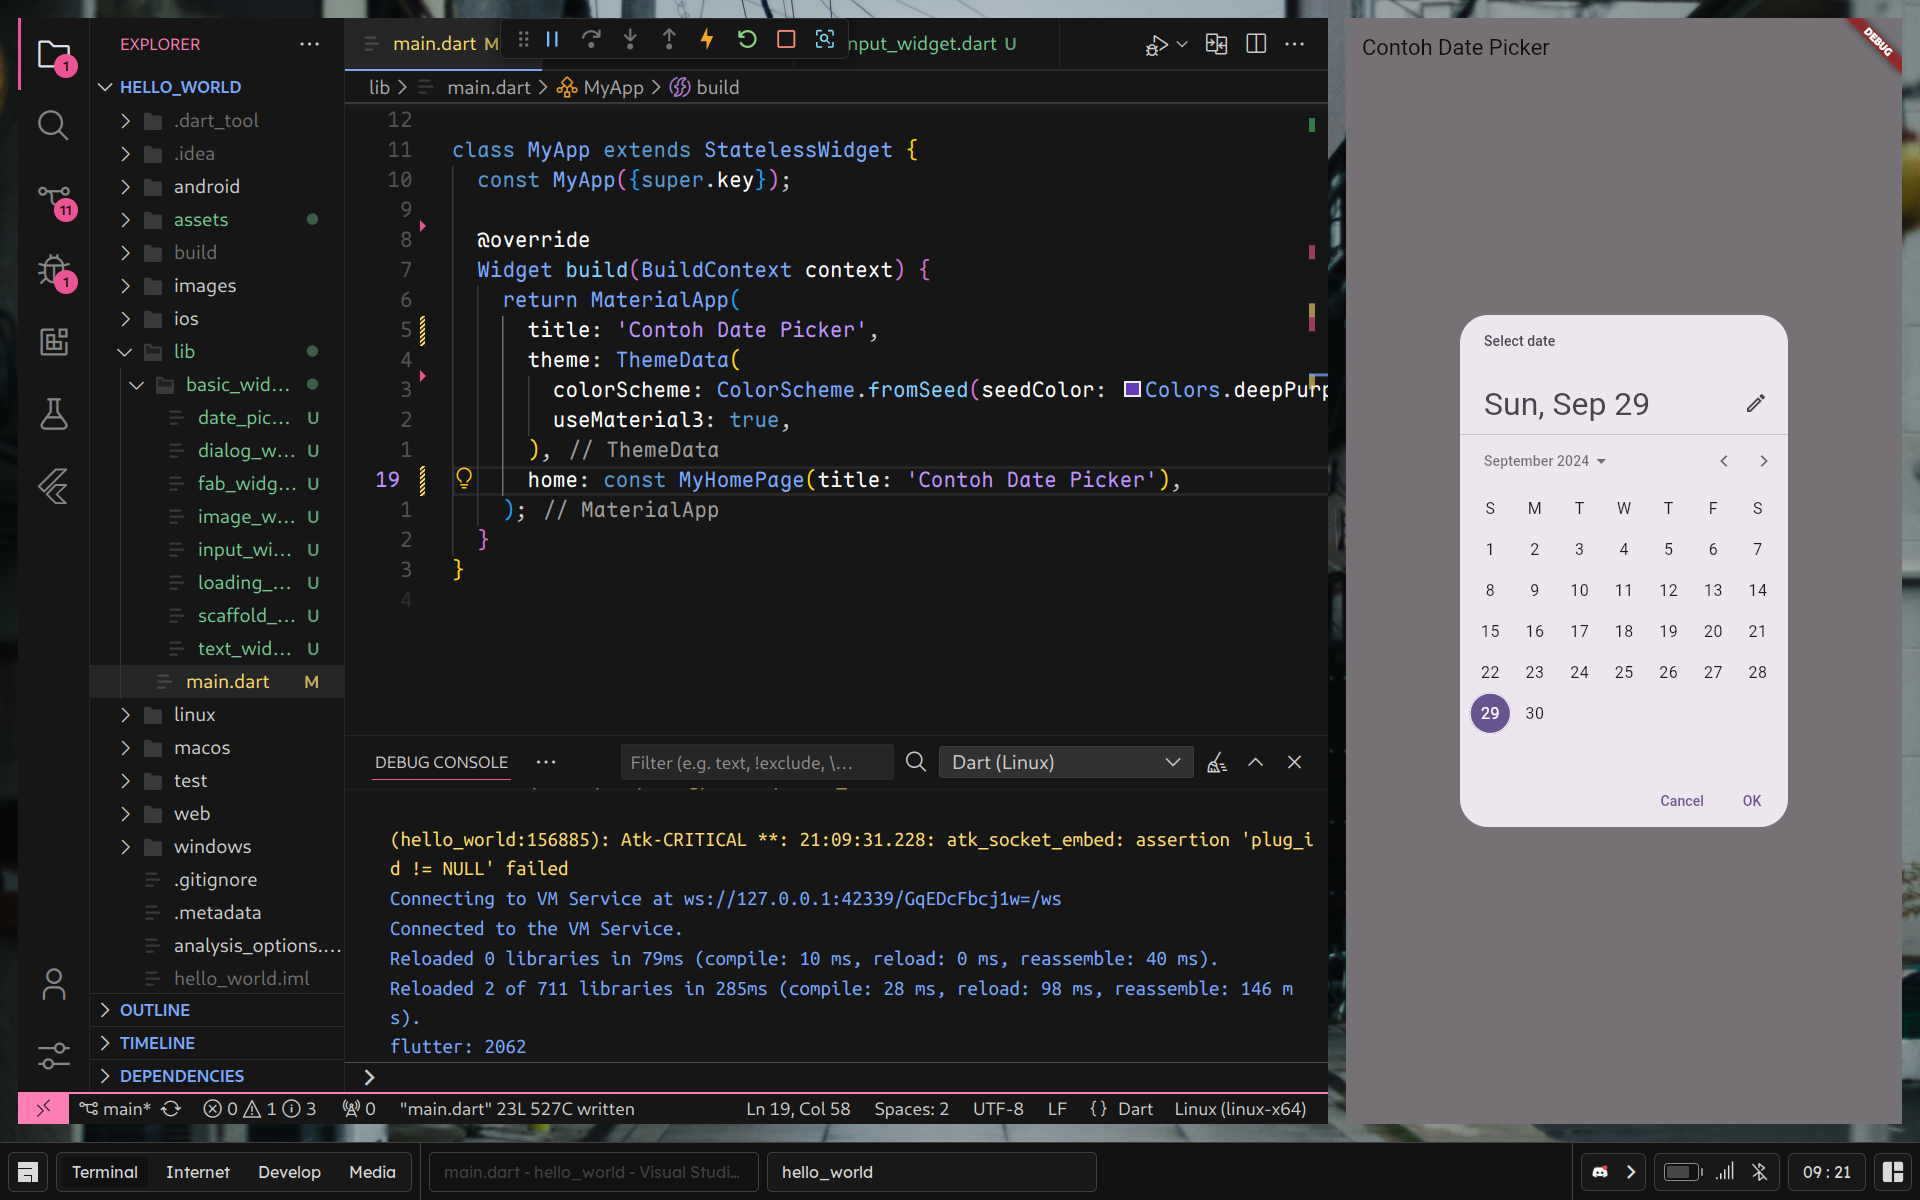 EXPLORER
HELLO_WORLD
.dart_tool
.idea
android
assets
build
images
ios
lib
basic_wid...
date_pic... U
dialog_w... U
fab_widg... U
image_w... U
input_wi... U
loading_... U
scaffold_... U
text_wid... U
main.dart M
linux
macos
test
web
windows
.gitignore
.metadata
analysis_options....
hello_world.iml
OUTLINE
TIMELINE
DEPENDENCIES
1
11
1
main.dart M
nput_widget.dart U
lib > main.dart > MyApp > build
12
11 class MyApp extends StatelessWidget {
10 const MyApp({super.key});
9
8 @override
7 Widget build(BuildContext context) {
6 return MaterialApp(
5 title: 'Contoh Date Picker',
4 theme: ThemeData(
3 colorScheme: ColorScheme.fromSeed(seedColor: Colors.deepPurp
2 useMaterial3: true,
1 ), // ThemeData
19 home: const MyHomePage(title: 'Contoh Date Picker'),
1 ); // MaterialApp
2 }
3 }
4
DEBUG CONSOLE
Filter (e.g. text, !exclude, \...
Dart (Linux)
(hello_world:156885): Atk-CRITICAL **: 21:09:31.228: atk_socket_embed: assertion 'plug_i
d != NULL' failed
Connecting to VM Service at ws://127.0.0.1:42339/GqEDcFbcj1w=/ws
Connected to the VM Service.
Reloaded 0 libraries in 79ms (compile: 10 ms, reload: 0 ms, reassemble: 40 ms).
Reloaded 2 of 711 libraries in 285ms (compile: 28 ms, reload: 98 ms, reassemble: 146 m
s).
flutter: 2062
main* 0 1 3 0 "main.dart" 23L 527C written Ln 19, Col 58 Spaces: 2 UTF-8 LF {} Dart Linux (linux-x64)
Contoh Date Picker
DEBUG
Select date
Sun, Sep 29
September 2024
S M T W T F S
1 2 3 4 5 6 7
8 9 10 11 12 13 14
15 16 17 18 19 20 21
22 23 24 25 26 27 28
29 30
Cancel OK
Terminal Internet Develop Media
main.dart - hello_world - Visual Studi...
hello_world
09 : 21